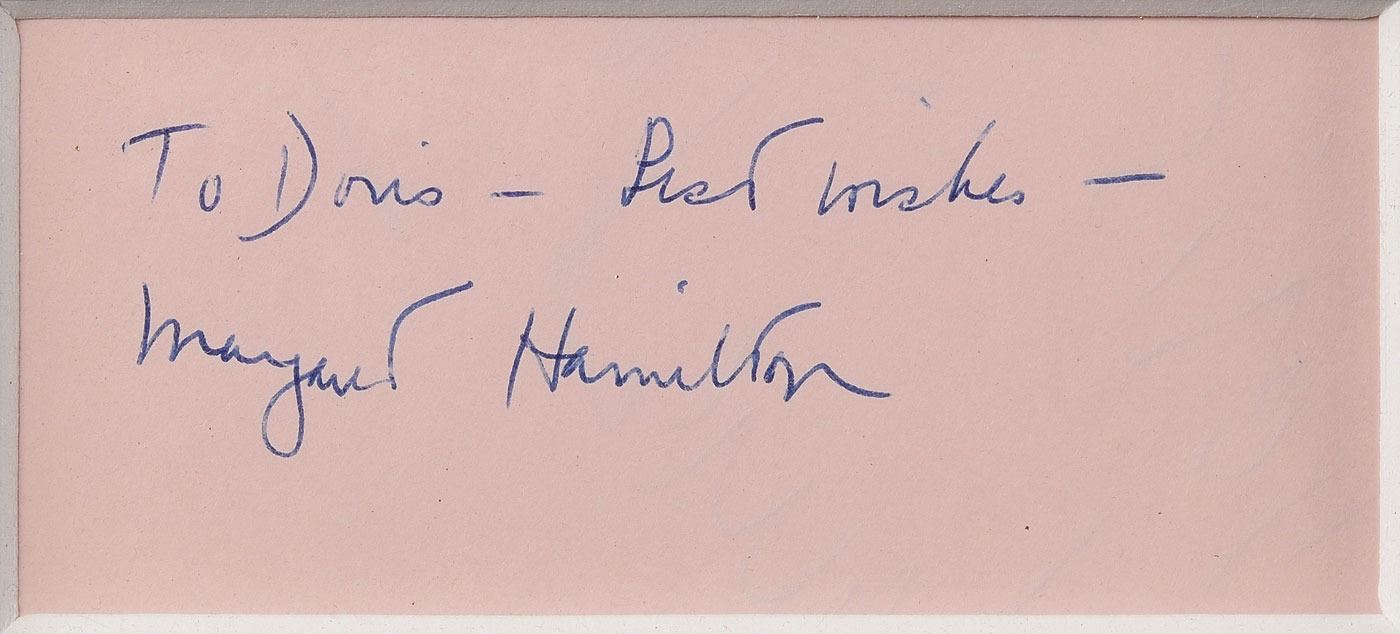 To Doris – Best wishes –
Margaret Hamilton